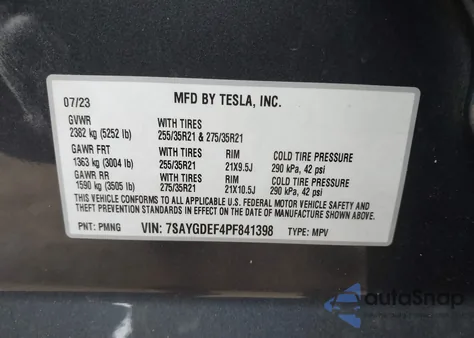 07/23 MFD BY TESLA, INC.
GVWR
2382 kg (5252 lb) WITH TIRES 255/35R21 & 275/35R21
GAWR FRT WITH TIRES RIM COLD TIRE PRESSURE
1363 kg (3004 lb) 255/35R21 21X9.5J 290 kPa, 42 psi
GAWR RR WITH TIRES RIM COLD TIRE PRESSURE
1590 kg (3505 lb) 275/35R21 21X10.5J 290 kPa, 42 psi
THIS VEHICLE CONFORMS TO ALL APPLICABLE U.S. FEDERAL MOTOR VEHICLE SAFETY
AND THEFT PREVENTION STANDARDS IN EFFECT ON THE DATE OF MANUFACTURE SHOWN ABOVE.
PNT: PMNG VIN: 7SAYGDEF4PF841398 TYPE: MPV
autoSnap